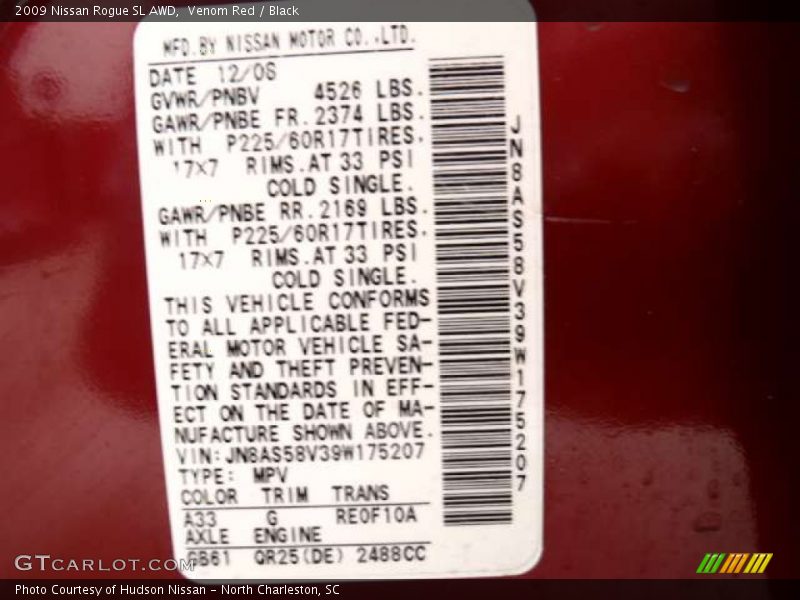 2009 Nissan Rogue SL AWD, Venom Red / Black
MFD.BY NISSAN MOTOR CO.,LTD.
DATE 12/08
GVWR/PNBV 4526 LBS.
GAWR/PNBE FR.2374 LBS.
WITH P225/60R17TIRES.
17X7 RIMS.AT 33 PSI
COLD SINGLE.
GAWR/PNBE RR.2169 LBS.
WITH P225/60R17TIRES.
17X7 RIMS.AT 33 PSI
COLD SINGLE.
THIS VEHICLE CONFORMS
TO ALL APPLICABLE FED-
ERAL MOTOR VEHICLE SA-
FETY AND THEFT PREVEN-
TION STANDARDS IN EFF-
ECT ON THE DATE OF MA-
NUFACTURE SHOWN ABOVE.
VIN:JN8AS58V39W175207
TYPE: MPV
COLOR TRIM TRANS
A33 G RE0F10A
AXLE ENGINE
GB61 QR25(DE) 2488CC
JN8AS58V39W175207
GTCARLOT.COM
Photo Courtesy of Hudson Nissan - North Charleston, SC